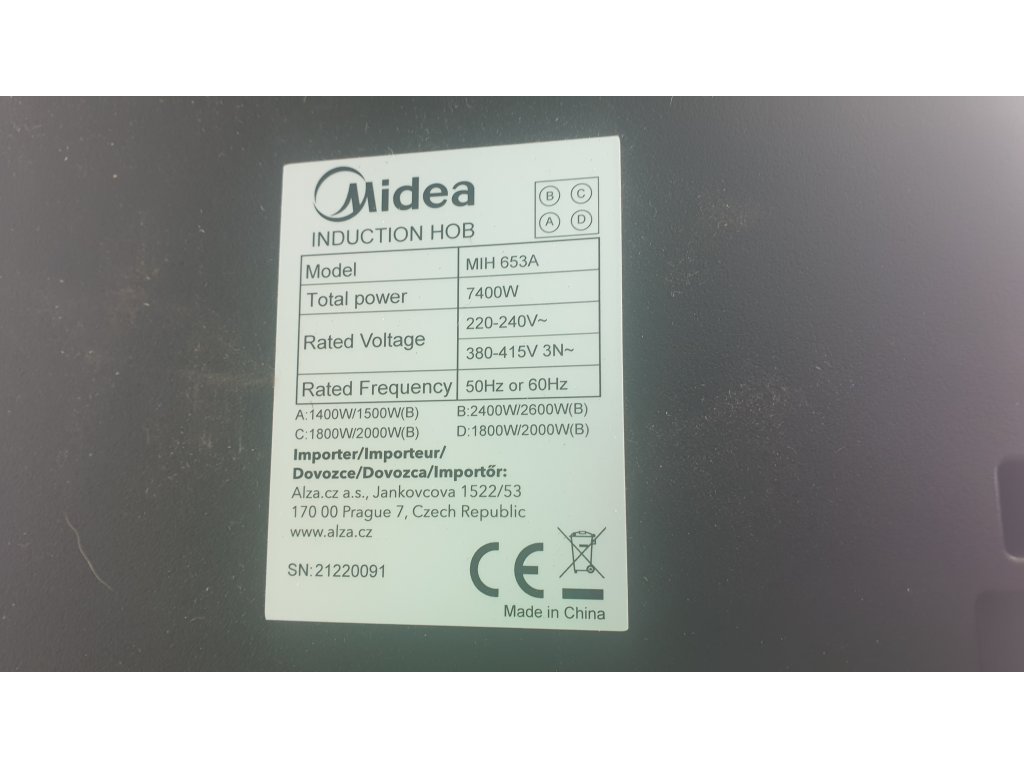 Midea
B C
A D
INDUCTION HOB
Model MIH 653A
Total power 7400W
Rated Voltage 220-240V~
380-415V 3N~
Rated Frequency 50Hz or 60Hz
A:1400W/1500W(B) B:2400W/2600W(B)
C:1800W/2000W(B) D:1800W/2000W(B)
Importer/Importeur/
Dovozce/Dovozca/Importőr:
Alza.cz a.s., Jankovcova 1522/53
170 00 Prague 7, Czech Republic
www.alza.cz
SN:21220091
CE
Made in China